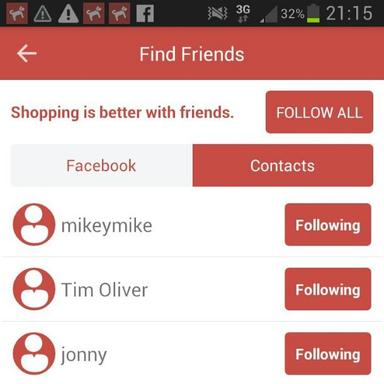 3G 32% 21:15
Find Friends
Shopping is better with friends. FOLLOW ALL
Facebook Contacts
mikeymike Following
Tim Oliver Following
jonny Following